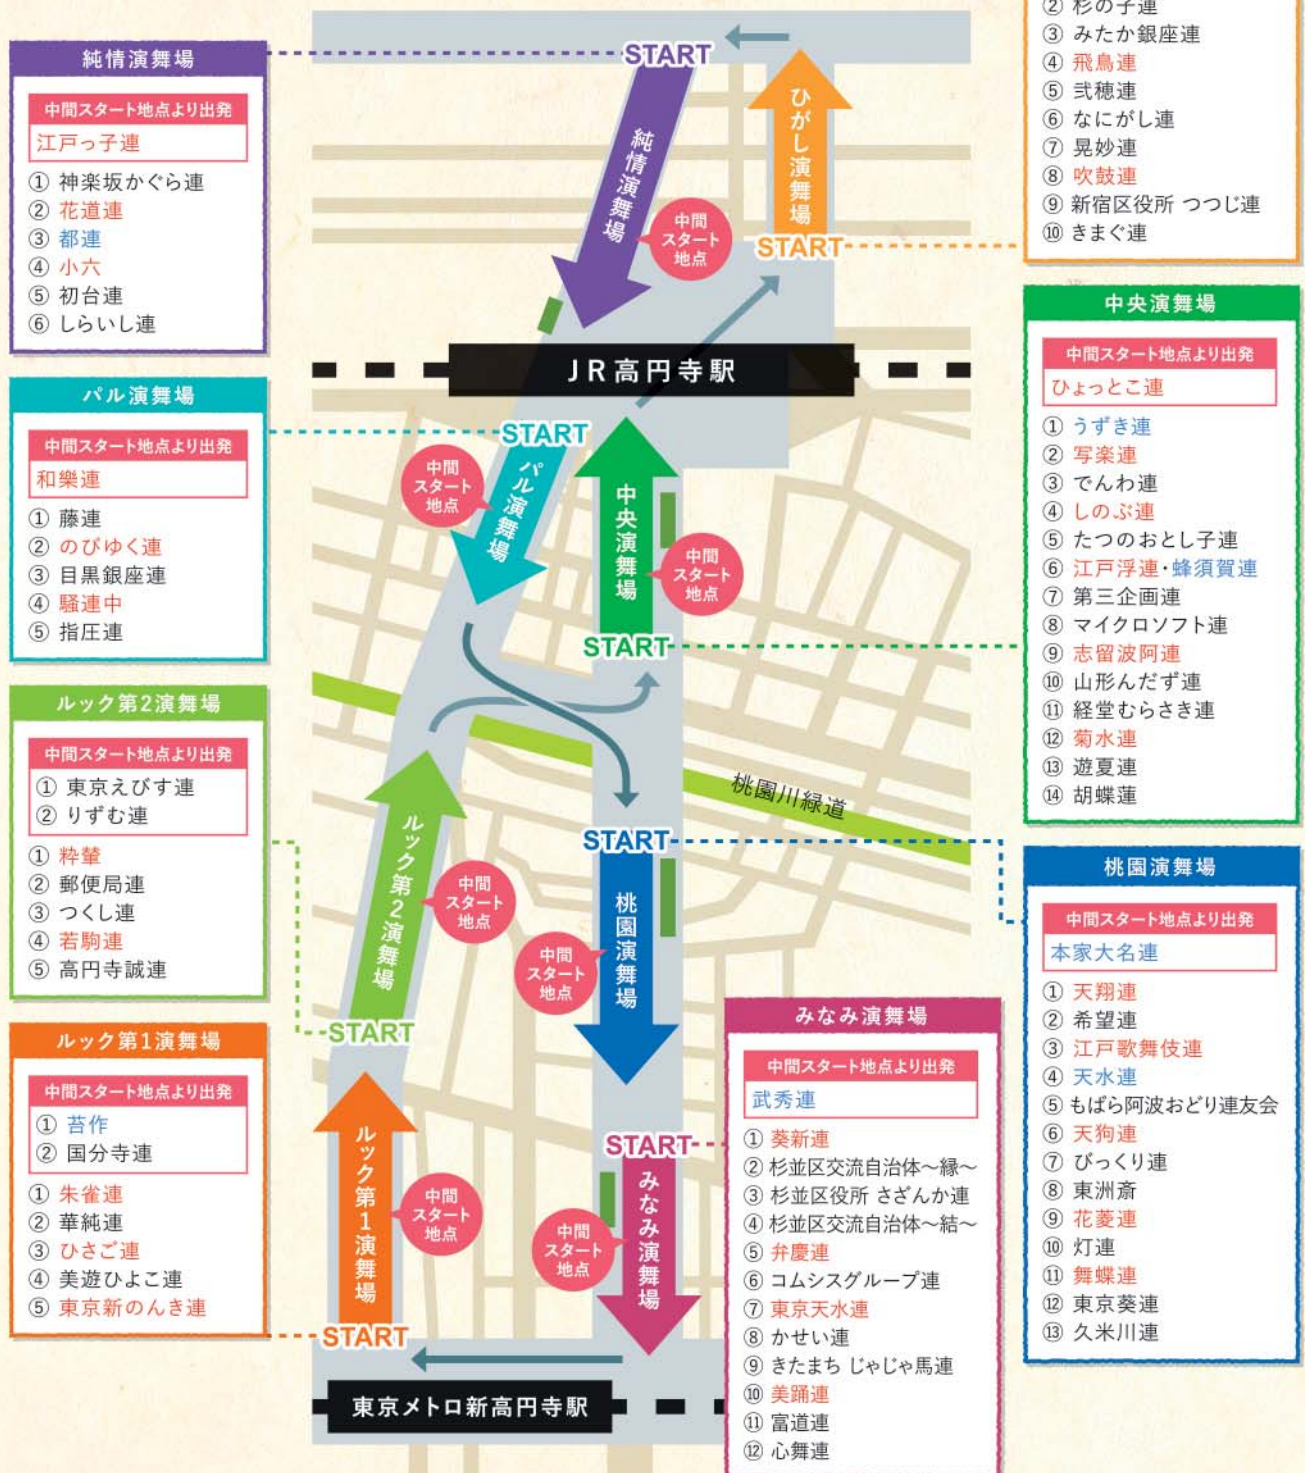 純情演舞場
中間スタート地点より出発
江戸っ子連
① 神楽坂かぐら連
② 花道連
③ 都連
④ 小六
⑤ 初台連
⑥ しらいし連
パル演舞場
中間スタート地点より出発
和樂連
① 藤連
② のびゆく連
③ 目黒銀座連
④ 騒連中
⑤ 指圧連
ルック第2演舞場
中間スタート地点より出発
① 東京えびす連
② りずむ連
① 粋輦
② 郵便局連
③ つくし連
④ 若駒連
⑤ 高円寺誠連
ルック第1演舞場
中間スタート地点より出発
① 苔作
② 国分寺連
① 朱雀連
② 華純連
③ ひさご連
④ 美遊ひよこ連
⑤ 東京新のんき連
START
純情演舞場
中間
スタート
地点
ひがし演舞場
START
JR高円寺駅
START
パル演舞場
中間
スタート
地点
中央演舞場
中間
スタート
地点
START
桃園川緑道
START
ルック第2演舞場
中間
スタート
地点
START
桃園演舞場
中間
スタート
地点
ルック第1演舞場
中間
スタート
地点
START
START
みなみ演舞場
中間
スタート
地点
東京メトロ新高円寺駅
② 杉の子連
③ みたか銀座連
④ 飛鳥連
⑤ 弐穂連
⑥ なにがし連
⑦ 晃妙連
⑧ 吹鼓連
⑨ 新宿区役所 つつじ連
⑩ きまぐ連
中央演舞場
中間スタート地点より出発
ひょっとこ連
① うずき連
② 写楽連
③ でんわ連
④ しのぶ連
⑤ たつのおとし子連
⑥ 江戸浮連・蜂須賀連
⑦ 第三企画連
⑧ マイクロソフト連
⑨ 志留波阿連
⑩ 山形んだず連
⑪ 経堂むらさき連
⑫ 菊水連
⑬ 遊夏連
⑭ 胡蝶蓮
桃園演舞場
中間スタート地点より出発
本家大名連
① 天翔連
② 希望連
③ 江戸歌舞伎連
④ 天水連
⑤ もばら阿波おどり連友会
⑥ 天狗連
⑦ びっくり連
⑧ 東洲斎
⑨ 花菱連
⑩ 灯連
⑪ 舞蝶連
⑫ 東京葵連
⑬ 久米川連
みなみ演舞場
中間スタート地点より出発
武秀連
① 葵新連
② 杉並区交流自治体～縁～
③ 杉並区役所 さざんか連
④ 杉並区交流自治体～結～
⑤ 弁慶連
⑥ コムシスグループ連
⑦ 東京天水連
⑧ かせい連
⑨ きたまち じゃじゃ馬連
⑩ 美踊連
⑪ 富道連
⑫ 心舞連